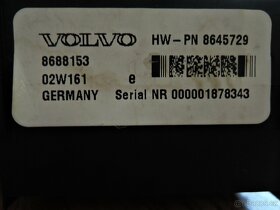 VOLVO HW-PN 8645729
8688153
02W161 e
GERMANY Serial NR 000001878343